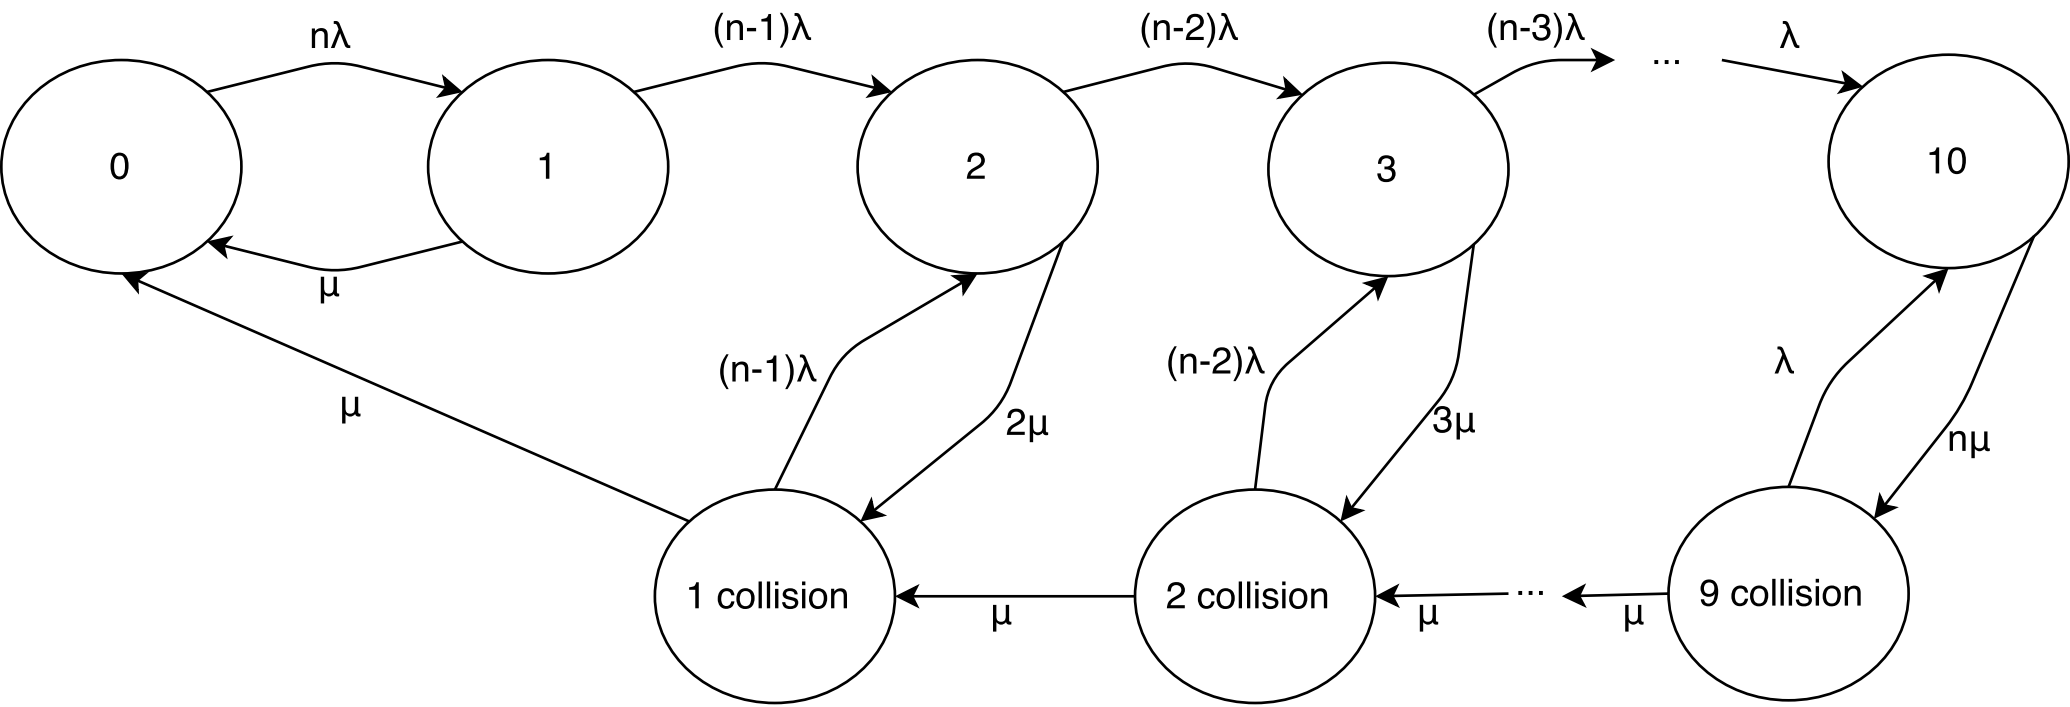 nλ
(n-1)λ
(n-2)λ
(n-3)λ
λ
0
1
2
3
...
10
μ
μ
(n-1)λ
2μ
(n-2)λ
3μ
λ
nμ
1 collision
μ
2 collision
μ
...
μ
9 collision